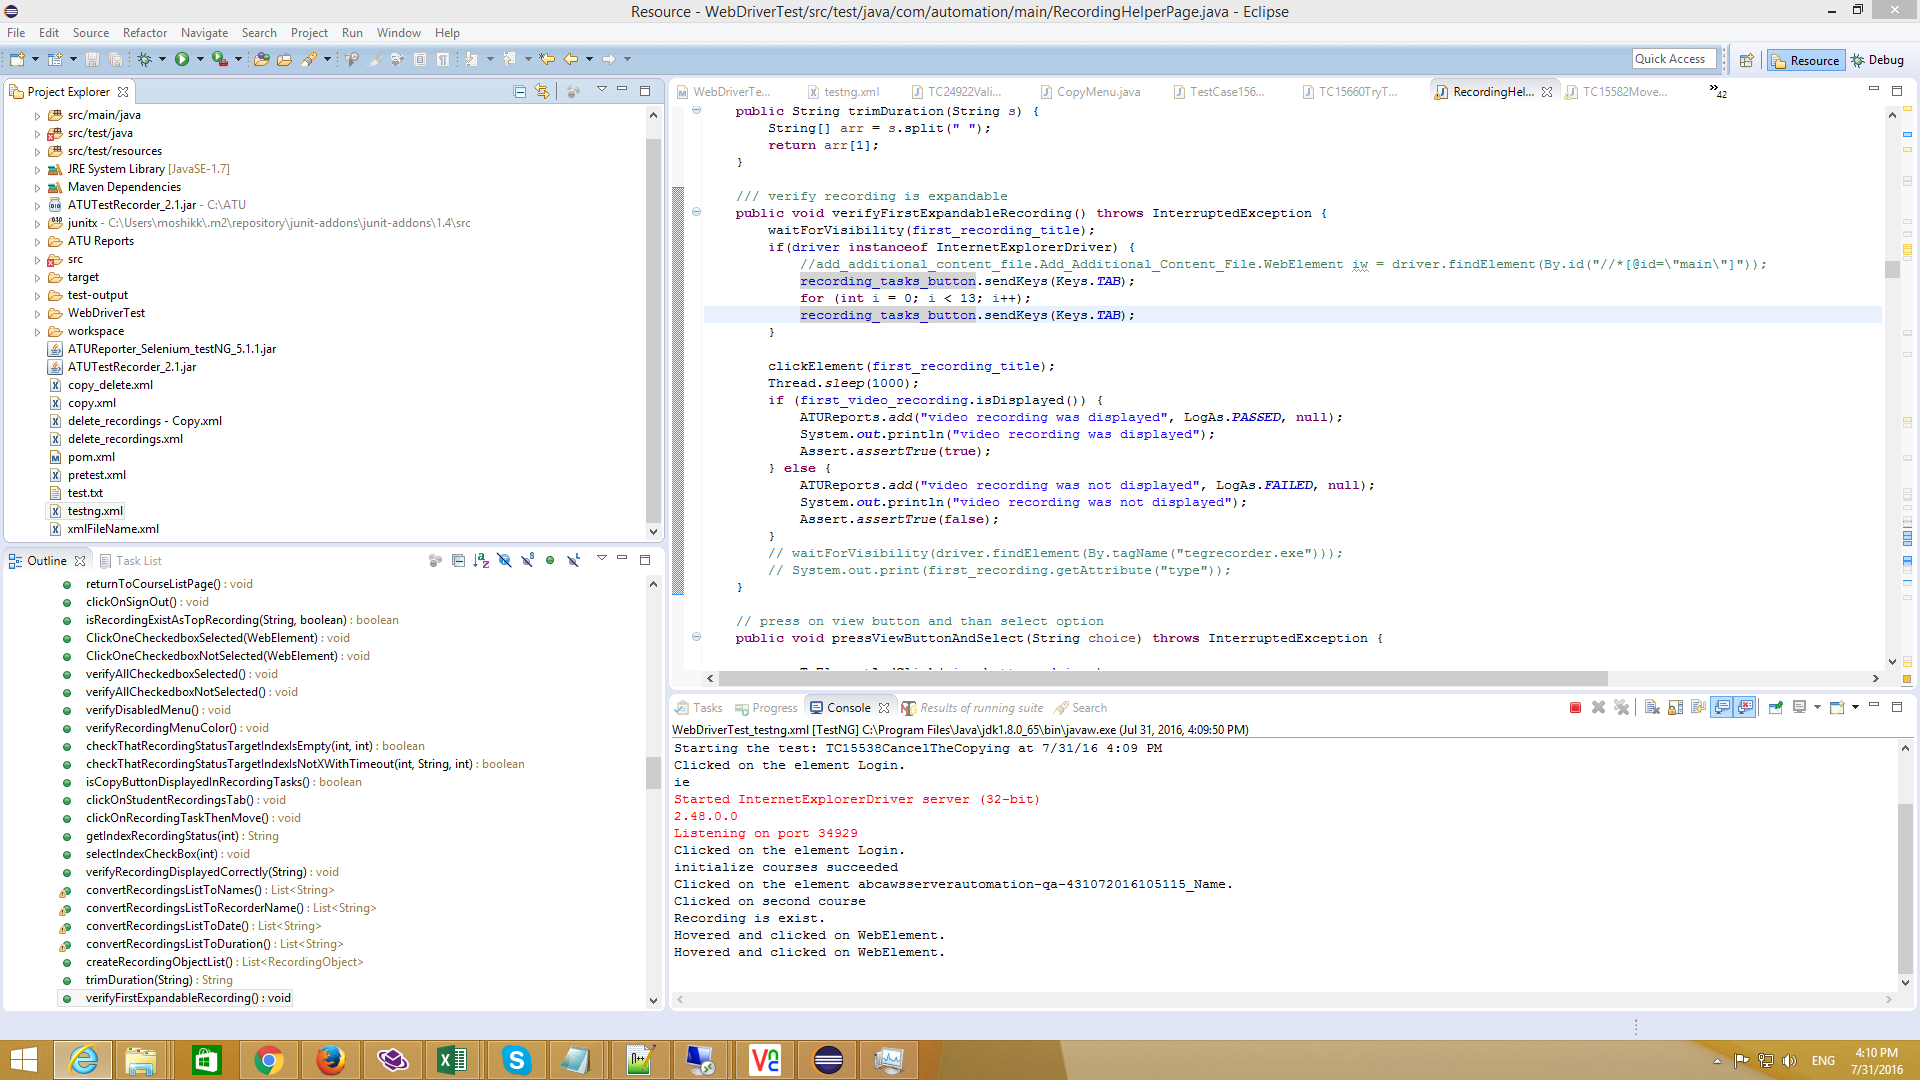 Resource - WebDriverTest/src/test/java/com/automation/main/RecordingHelperPage.java - Eclipse
File Edit Source Refactor Navigate Search Project Run Window Help
Quick Access
Resource
Debug
Project Explorer
src/main/java
src/test/java
src/test/resources
JRE System Library [JavaSE-1.7]
Maven Dependencies
ATUTestRecorder_2.1.jar - C:\ATU
junitx - C:\Users\moshikk\.m2\repository\junit-addons\junit-addons\1.4\src
ATU Reports
src
target
test-output
WebDriverTest
workspace
ATUReporter_Selenium_testNG_5.1.1.jar
ATUTestRecorder_2.1.jar
copy_delete.xml
copy.xml
delete_recordings - Copy.xml
delete_recordings.xml
pom.xml
pretest.xml
test.txt
testng.xml
xmlFileName.xml
Outline
Task List
returnToCourseListPage() : void
clickOnSignOut() : void
isRecordingExistAsTopRecording(String, boolean) : boolean
ClickOneCheckedboxSelected(WebElement) : void
ClickOneCheckedboxNotSelected(WebElement) : void
verifyAllCheckedboxSelected() : void
verifyAllCheckedboxNotSelected() : void
verifyDisabledMenu() : void
verifyRecordingMenuColor() : void
checkThatRecordingStatusTargetIndexIsEmpty(int, int) : boolean
checkThatRecordingStatusTargetIndexIsNotXWithTimeout(int, String, int) : boolean
isCopyButtonDisplayedInRecordingTasks() : boolean
clickOnStudentRecordingsTab() : void
clickOnRecordingTaskThenMove() : void
getIndexRecordingStatus(int) : String
selectIndexCheckBox(int) : void
verifyRecordingDisplayedCorrectly(String) : void
convertRecordingsListToNames() : List<String>
convertRecordingsListToRecorderName() : List<String>
convertRecordingsListToDate() : List<String>
convertRecordingsListToDuration() : List<String>
createRecordingObjectList() : List<RecordingObject>
trimDuration(String) : String
verifyFirstExpandableRecording() : void
WebDriverTe...
testng.xml
TC24922Vali...
CopyMenu.java
TestCase156...
TC15660TryT...
RecordingHel...
TC15582Move...
»42
public String trimDuration(String s) {
String[] arr = s.split(" ");
return arr[1];
}
/// verify recording is expandable
public void verifyFirstExpandableRecording() throws InterruptedException {
waitForVisibility(first_recording_title);
if(driver instanceof InternetExplorerDriver) {
//add_additional_content_file.Add_Additional_Content_File.WebElement iw = driver.findElement(By.id("//*[@id=\"main\"]"));
recording_tasks_button.sendKeys(Keys.TAB);
for (int i = 0; i < 13; i++);
recording_tasks_button.sendKeys(Keys.TAB);
}
clickElement(first_recording_title);
Thread.sleep(1000);
if (first_video_recording.isDisplayed()) {
ATUReports.add("video recording was displayed", LogAs.PASSED, null);
System.out.println("video recording was displayed");
Assert.assertTrue(true);
} else {
ATUReports.add("video recording was not displayed", LogAs.FAILED, null);
System.out.println("video recording was not displayed");
Assert.assertTrue(false);
}
// waitForVisibility(driver.findElement(By.tagName("tegrecorder.exe")));
// System.out.print(first_recording.getAttribute("type"));
}
// press on view button and than select option
public void pressViewButtonAndSelect(String choice) throws InterruptedException {
Tasks
Progress
Console
Results of running suite
Search
WebDriverTest_testng.xml [TestNG] C:\Program Files\Java\jdk1.8.0_65\bin\javaw.exe (Jul 31, 2016, 4:09:50 PM)
Starting the test: TC15538CancelTheCopying at 7/31/16 4:09 PM
Clicked on the element Login.
ie
Started InternetExplorerDriver server (32-bit)
2.48.0.0
Listening on port 34929
Clicked on the element Login.
initialize courses succeeded
Clicked on the element abcawsserverautomation-qa-431072016105115_Name.
Clicked on second course
Recording is exist.
Hovered and clicked on WebElement.
Hovered and clicked on WebElement.
ENG
4:10 PM
7/31/2016